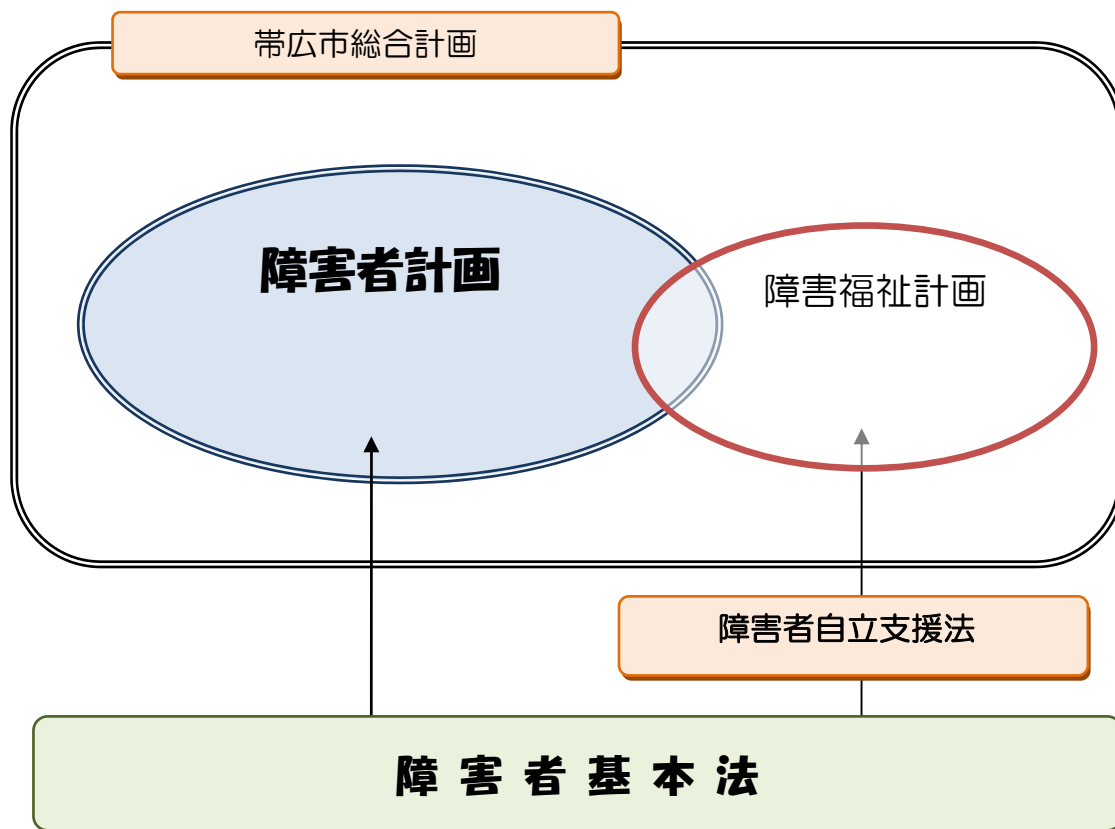 帯広市総合計画
障害者計画
障害福祉計画
障害者自立支援法
障害者基本法